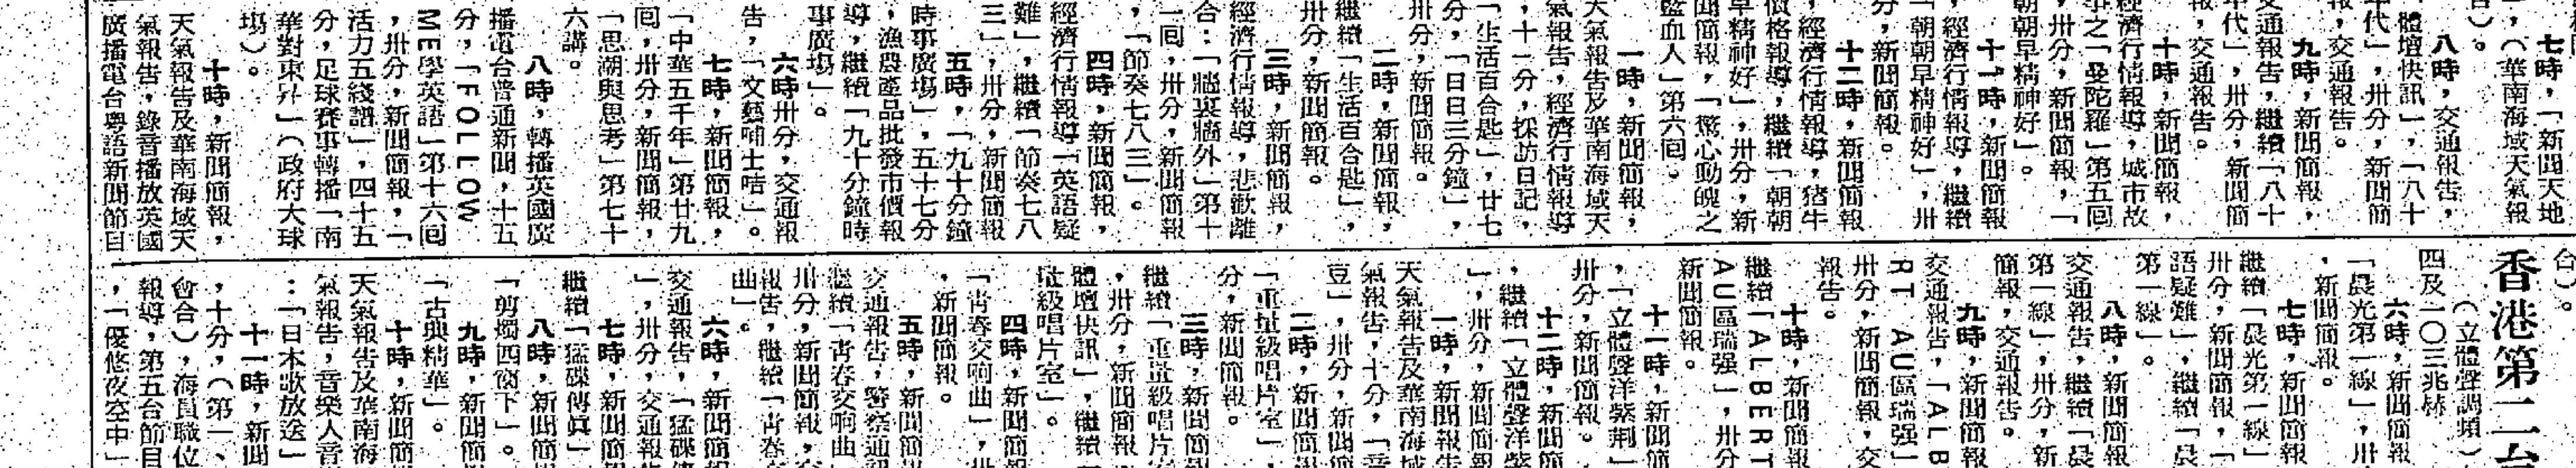 七時，「新聞天地
」，（華南海域天氣報
告）。
八時，交通報告，
體壇快訊」，「八十
年代」，卅分，新聞簡
報，交通報告。
九時，新聞簡報，
交通報告，繼續「八十
年代」，卅分，新聞簡
報，交通報告。
十時，新聞簡報，
經濟行情報導，城市故
事之「曼陀羅」第五回
，卅分，新聞簡報，「
朝朝早精神好」。
十一時，新聞簡報
，經濟行情報導，繼續
「朝朝早精神好」，卅
分，新聞簡報。
十二時，新聞簡報
，經濟行情報導，豬牛
價格報導，繼續「朝朝
早精神好」，卅分，新
聞簡報，「驚心動魄之
藍血人」第六回。
一時，新聞簡報，
天氣報告及華南海域天
氣報告，經濟行情報導
，十一分，採訪日記，
「生活百合匙」，廿七
分，「日日三分鐘」，
卅分，新聞簡報。
二時，新聞簡報，
繼續「生活百合匙」，
卅分，新聞簡報。
三時，新聞簡報，
經濟行情報導，悲歡離
合：「牆裏牆外」第十
一回，卅分，新聞簡報
，「節奏七八三」。
四時，新聞簡報，
經濟行情報導「英語疑
難」，繼續「節奏七八
三」，卅分，新聞簡報
五時，「九十分鐘
時事廣場」，五十七分
，漁農產品批發市價報
導，繼續「九十分鐘時
事廣場」。
六時卅分，交通報
告，「文藝哺士唂」。
七時，新聞簡報，
「中華五千年」第廿九
回，卅分，新聞簡報，
「思潮與思考」第七十
六講。
八時，轉播英國廣
播電台普通新聞，十五
分，「FOLLOW
ME學英語」第十六回
，卅分，新聞簡報，「
活力五綫譜」，四十五
分，足球賽事轉播「南
華對東昇」（政府大球
場）。
十時，新聞簡報，
天氣報告及華南海域天
氣報告，錄音播放英國
廣播電台粵語新聞節目
台）。
香港第二台
（立體聲調頻）
四及一〇三兆赫
六時，新聞簡報
「晨光第一線」，卅
，新聞簡報。
七時，新聞簡報
繼續「晨光第一線」
卅分，新聞簡報，「
語疑難」，繼續「晨
第一線」。
八時，新聞簡報
交通報告，繼續「晨
第一線」，卅分，新
簡報，交通報告。
九時，新聞簡報
交通報告，「ALB
RT AU區瑞强」
卅分，新聞簡報，交
報告。
十時，新聞簡報
繼續「ALBERT
AU區瑞强」，卅分
新聞簡報。
十一時，新聞簡
，「立體聲洋紫荆」
卅分，新聞簡報。
十二時，新聞簡
，繼續「立體聲洋紫
」，卅分，新聞簡報
一時，新聞報告
天氣報告及華南海域
氣報告，十分，「音
豆」，卅分，新聞簡
二時，新聞簡報
「重量級唱片室」，
分，新聞簡報。
三時，新聞簡報
繼續「重量級唱片室
，卅分，新聞簡報，
體壇快訊」，繼續「
量級唱片室」。
四時，新聞簡報
「青春交响曲」，卅
，新聞簡報。
五時，新聞簡報
交通報告，警察通訊
繼續「青春交响曲」
卅分，新聞簡報，交
報告，繼續「青春交
曲」。
六時，新聞簡報
交通報告，「猛碟傳
」，卅分，交通報告
七時，新聞簡報
繼續「猛碟傳真」
八時，新聞簡報
「剪燭西窗下」。
九時，新聞簡報
「古典精華」。
十時，新聞簡報
天氣報告及華南海
氣報告，音樂人音
：「日本歌放送」
十一時，新聞
，十分，（第一、
會合），海員職位
報導，第五台節目
，「優悠夜空中」